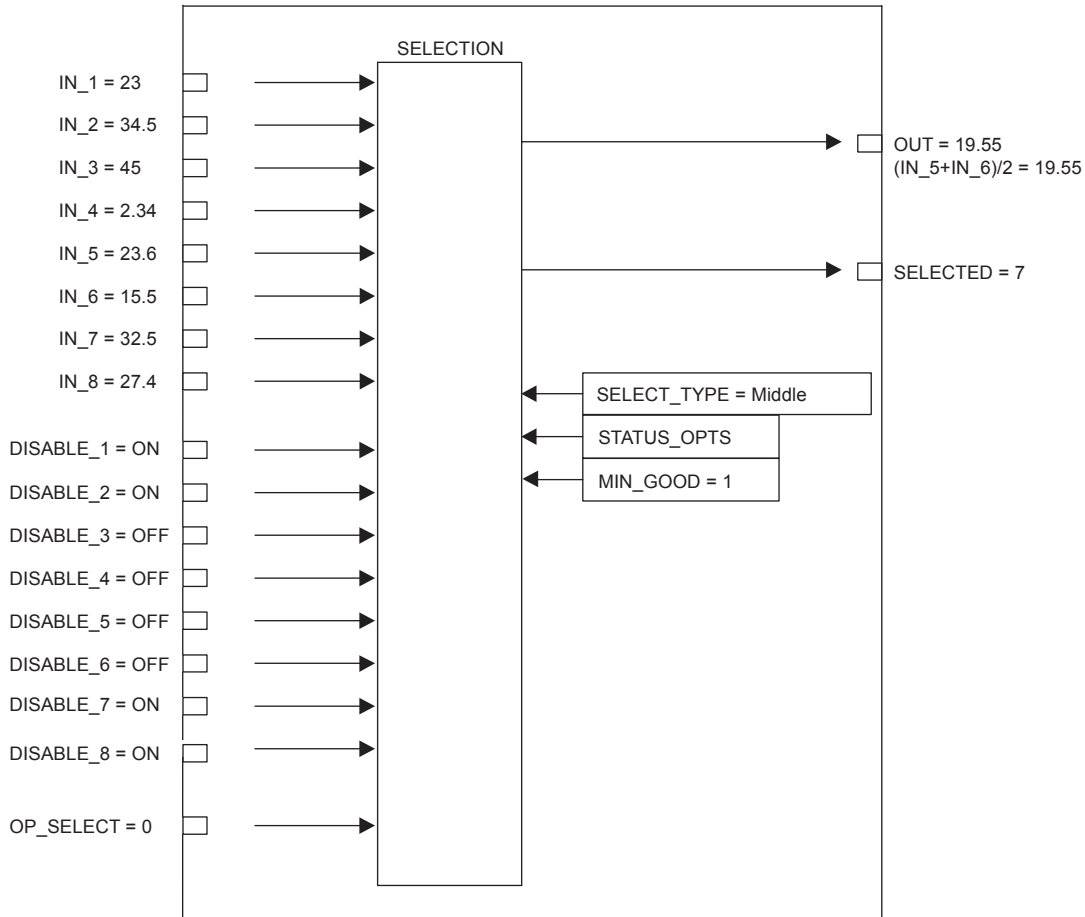 SELECTION
IN_1 = 23
IN_2 = 34.5
IN_3 = 45
IN_4 = 2.34
IN_5 = 23.6
IN_6 = 15.5
IN_7 = 32.5
IN_8 = 27.4
DISABLE_1 = ON
DISABLE_2 = ON
DISABLE_3 = OFF
DISABLE_4 = OFF
DISABLE_5 = OFF
DISABLE_6 = OFF
DISABLE_7 = ON
DISABLE_8 = ON
OP_SELECT = 0
OUT = 19.55
(IN_5+IN_6)/2 = 19.55
SELECTED = 7
SELECT_TYPE = Middle
STATUS_OPTS
MIN_GOOD = 1